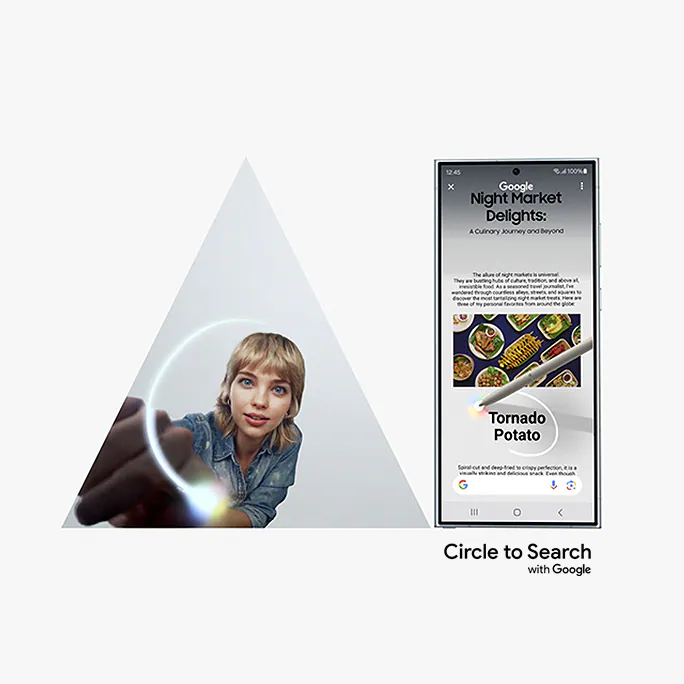 12:45
100%
Google
Night Market
Delights:
A Culinary Journey and Beyond
The allure of night markets is universal.
They are bustling hubs of culture, tradition, and above all,
irresistible food. As a seasoned travel journalist, I've
wandered through countless alleys, streets, and squares to
discover the most tantalizing night market treats. Here are
three of my personal favorites from around the globe:
Tornado
Potato
Spiral-cut and deep-fried to crispy perfection, it is a
visually striking and delicious snack. Even though
G
Circle to Search
with Google